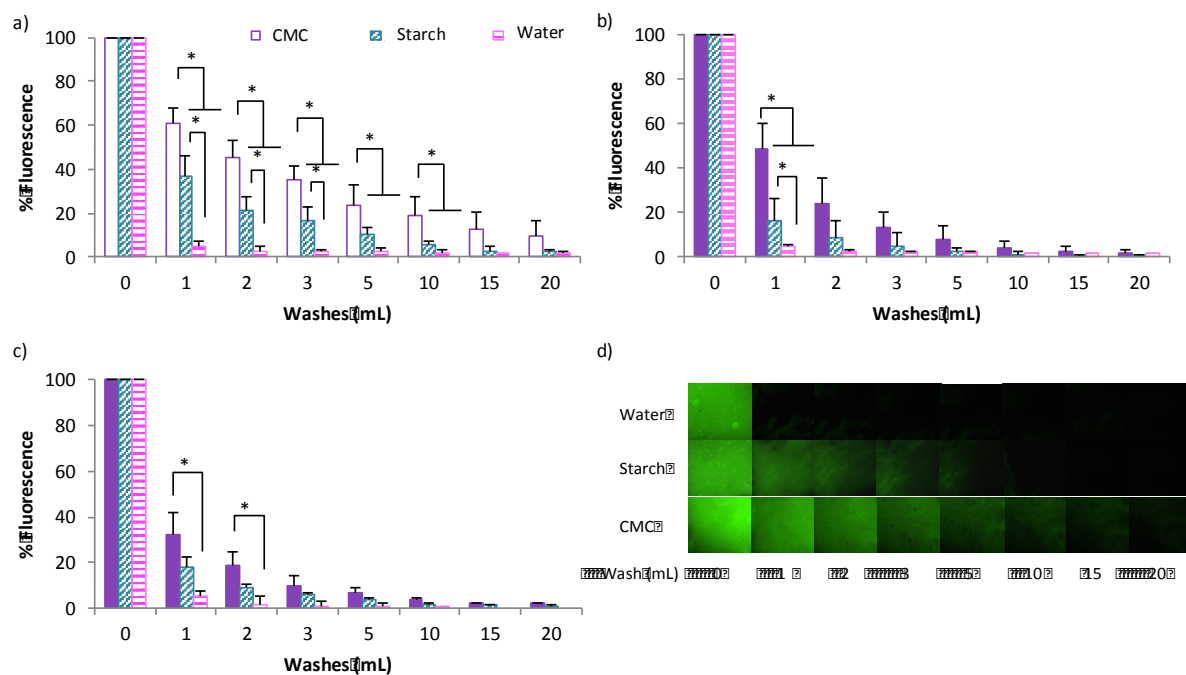 a)
CMC Starch Water
100
80
60
40
20
0
% Fluorescence
* * * * * * * *
0 1 2 3 5 10 15 20
Washes (mL)
b)
100
80
60
40
20
0
% Fluorescence
* *
0 1 2 3 5 10 15 20
Washes (mL)
c)
100
80
60
40
20
0
% Fluorescence
* *
0 1 2 3 5 10 15 20
Washes (mL)
d)
Water
Starch
CMC
Wash (mL) 0 1 2 3 5 10 15 20